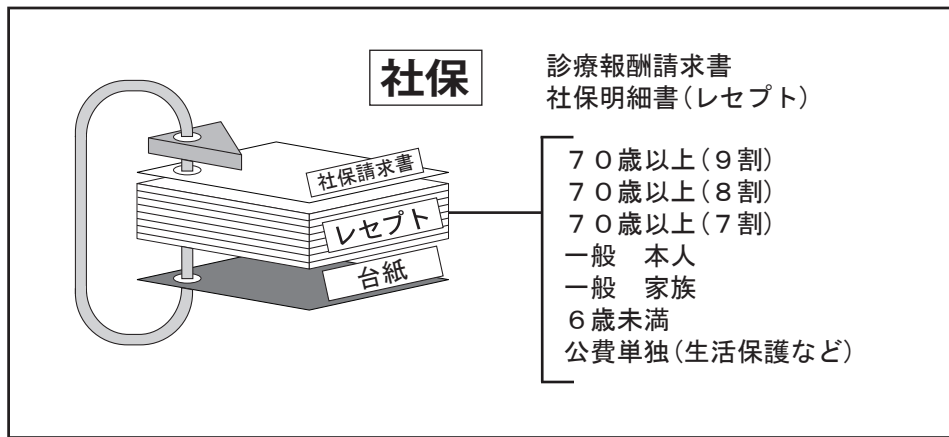 社保
診療報酬請求書
社保明細書(レセプト)
社保請求書
レセプト
台紙
７０歳以上(９割)
７０歳以上(８割)
７０歳以上(７割)
一般　本人
一般　家族
６歳未満
公費単独(生活保護など)